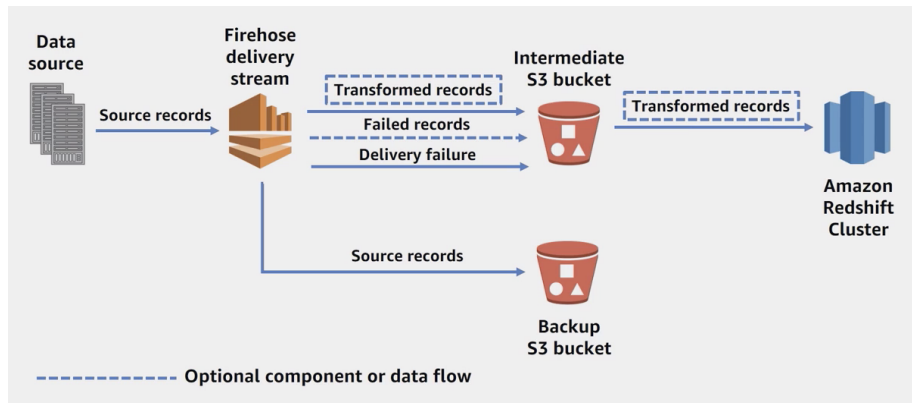 Data
source
Source records
Firehose
delivery
stream
Transformed records
Failed records
Delivery failure
Intermediate
S3 bucket
Transformed records
Amazon
Redshift
Cluster
Source records
Backup
S3 bucket
Optional component or data flow